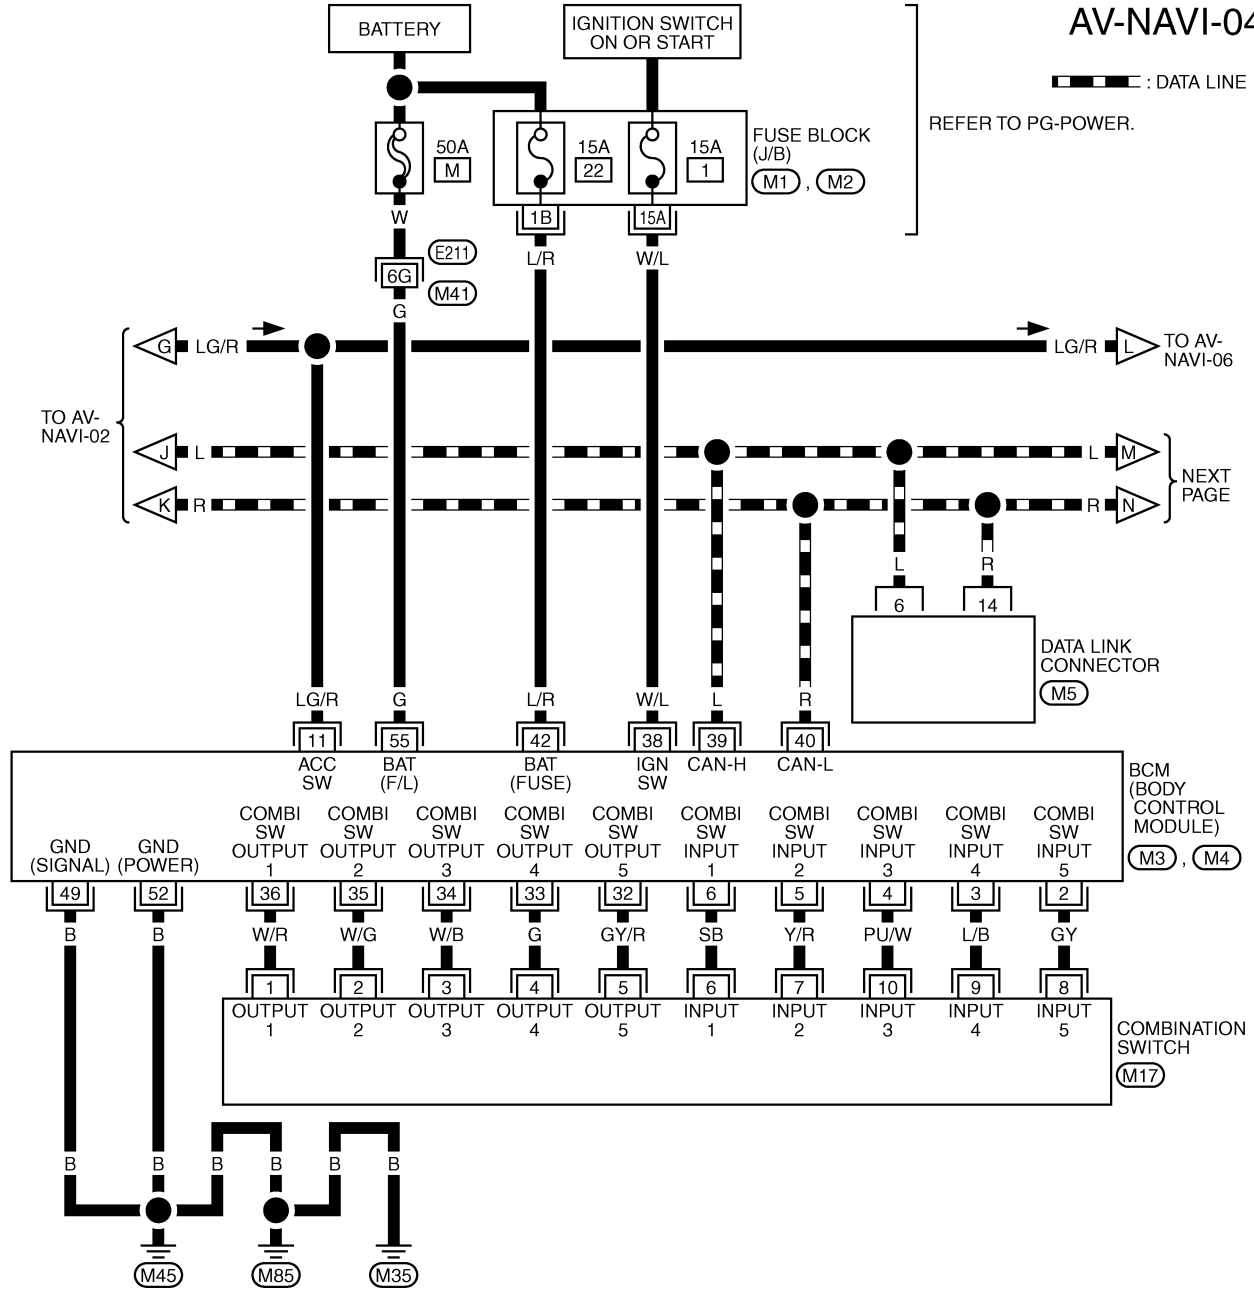 AV-NAVI-04
BATTERY
IGNITION SWITCH
ON OR START
: DATA LINE
REFER TO PG-POWER.
50A
M
15A
22
15A
1
FUSE BLOCK
(J/B)
M1 , M2
W
1B
15A
E211
6G
M41
L/R
W/L
G
G
LG/R
LG/R
L
TO AV-
NAVI-06
TO AV-
NAVI-02
J
L
L
M
K
R
R
N
NEXT
PAGE
L
R
6
14
DATA LINK
CONNECTOR
M5
LG/R
G
L/R
W/L
L
R
11
55
42
38
39
40
ACC
SW
BAT
(F/L)
BAT
(FUSE)
IGN
SW
CAN-H
CAN-L
BCM
(BODY
CONTROL
MODULE)
M3 , M4
GND
(SIGNAL)
GND
(POWER)
COMBI
SW
OUTPUT
1
COMBI
SW
OUTPUT
2
COMBI
SW
OUTPUT
3
COMBI
SW
OUTPUT
4
COMBI
SW
OUTPUT
5
COMBI
SW
INPUT
1
COMBI
SW
INPUT
2
COMBI
SW
INPUT
3
COMBI
SW
INPUT
4
COMBI
SW
INPUT
5
49
52
36
35
34
33
32
6
5
4
3
2
B
B
W/R
W/G
W/B
G
GY/R
SB
Y/R
PU/W
L/B
GY
1
2
3
4
5
6
7
10
9
8
OUTPUT
1
OUTPUT
2
OUTPUT
3
OUTPUT
4
OUTPUT
5
INPUT
1
INPUT
2
INPUT
3
INPUT
4
INPUT
5
COMBINATION
SWITCH
M17
B
B
B
B
B
B
M45
M85
M35